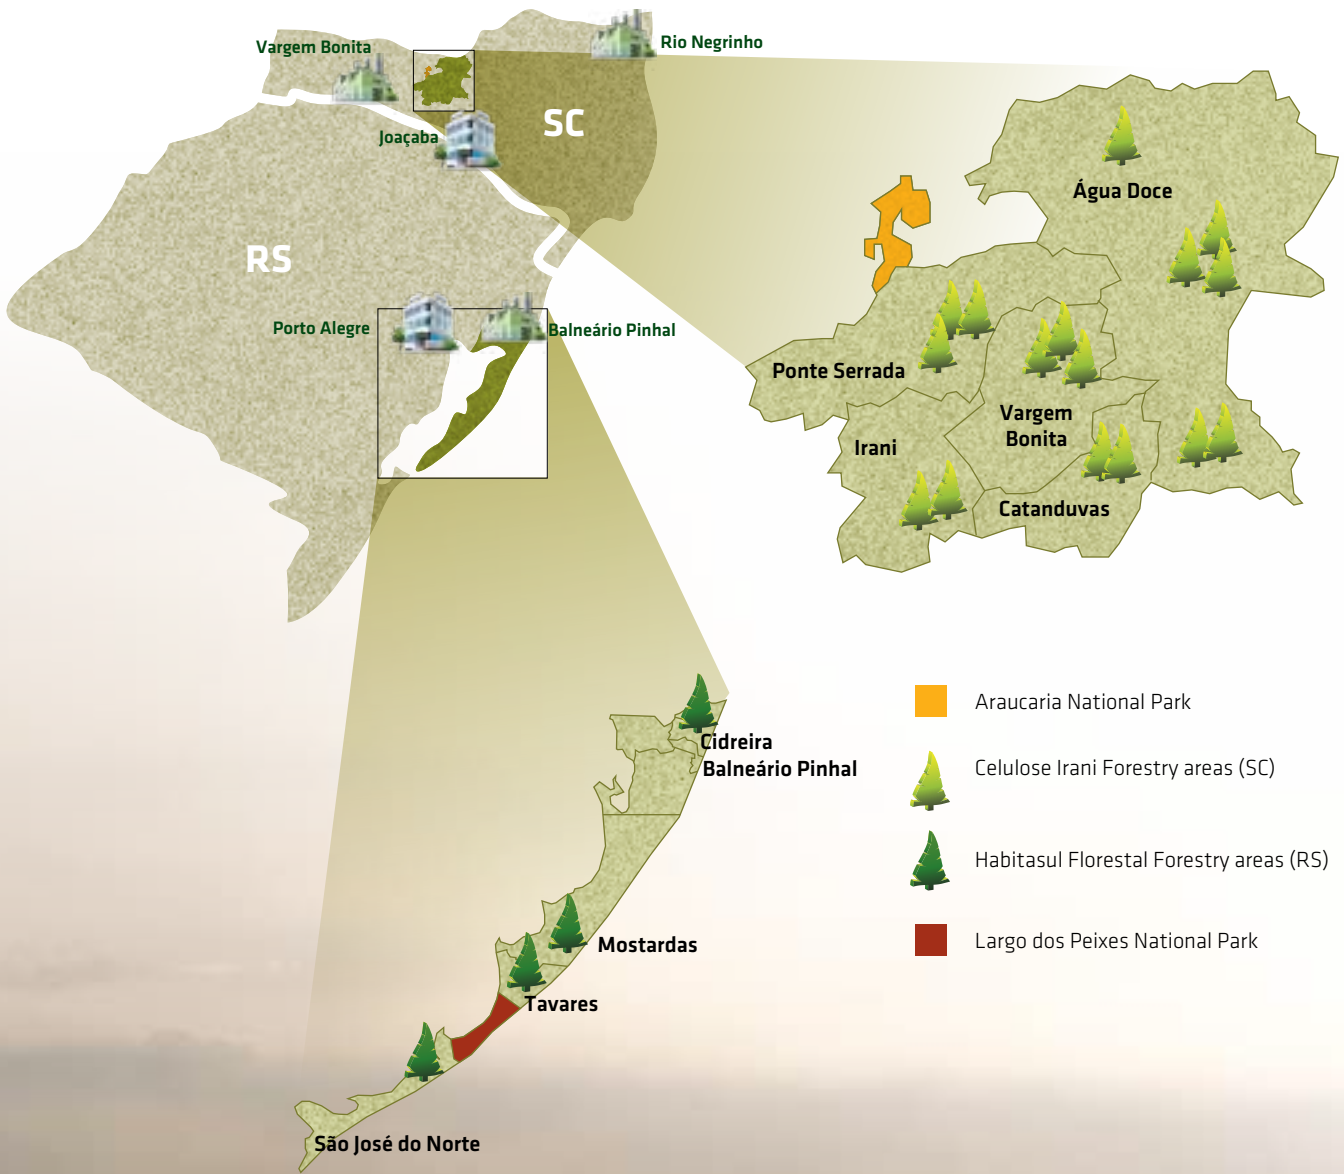 Vargem Bonita
Rio Negrinho
Joaçaba
SC
RS
Porto Alegre
Balneário Pinhal
Água Doce
Ponte Serrada
Vargem
Bonita
Irani
Catanduvas
Cidreira
Balneário Pinhal
Mostardas
Tavares
São José do Norte
Araucaria National Park
Celulose Irani Forestry areas (SC)
Habitasul Florestal Forestry areas (RS)
Largo dos Peixes National Park